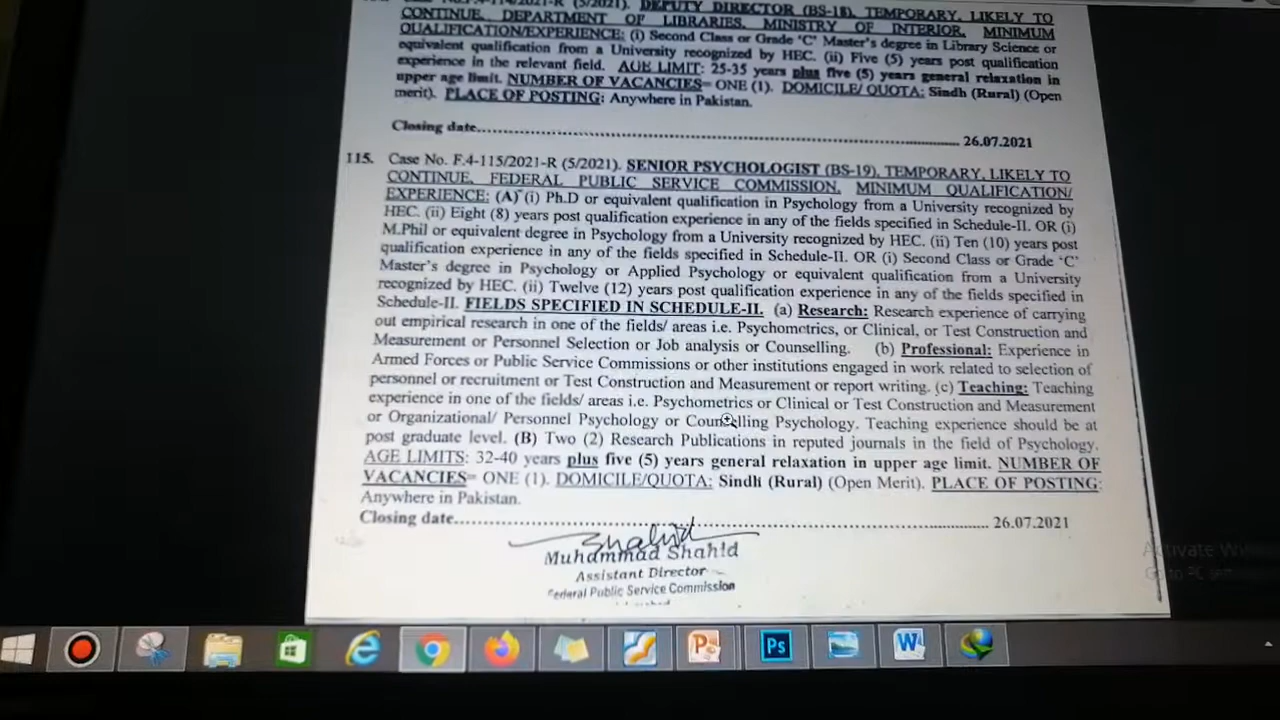 Case No. F.4-114/2021-R (5/2021). DEPUTY DIRECTOR (BS-18), TEMPORARY, LIKELY TO
CONTINUE, DEPARTMENT OF LIBRARIES, MINISTRY OF INTERIOR. MINIMUM
QUALIFICATION/EXPERIENCE: (i) Second Class or Grade 'C' Master's degree in Library Science or
equivalent qualification from a University recognized by HEC. (ii) Five (5) years post qualification
experience in the relevant field. AGE LIMIT: 25-35 years plus five (5) years general relaxation in
upper age limit. NUMBER OF VACANCIES= ONE (1). DOMICILE/ QUOTA: Sindh (Rural) (Open
merit). PLACE OF POSTING: Anywhere in Pakistan.
Closing date.......................................................................................... 26.07.2021
115. Case No. F.4-115/2021-R (5/2021). SENIOR PSYCHOLOGIST (BS-19), TEMPORARY, LIKELY TO
CONTINUE, FEDERAL PUBLIC SERVICE COMMISSION. MINIMUM QUALIFICATION/
EXPERIENCE: (A) (i) Ph.D or equivalent qualification in Psychology from a University recognized by
HEC. (ii) Eight (8) years post qualification experience in any of the fields specified in Schedule-II. OR (i)
M.Phil or equivalent degree in Psychology from a University recognized by HEC. (ii) Ten (10) years post
qualification experience in any of the fields specified in Schedule-II. OR (i) Second Class or Grade 'C'
Master's degree in Psychology or Applied Psychology or equivalent qualification from a University
recognized by HEC. (ii) Twelve (12) years post qualification experience in any of the fields specified in
Schedule-II. FIELDS SPECIFIED IN SCHEDULE-II. (a) Research: Research experience of carrying
out empirical research in one of the fields/ areas i.e. Psychometrics, or Clinical, or Test Construction and
Measurement or Personnel Selection or Job analysis or Counselling. (b) Professional: Experience in
Armed Forces or Public Service Commissions or other institutions engaged in work related to selection of
personnel or recruitment or Test Construction and Measurement or report writing. (c) Teaching: Teaching
experience in one of the fields/ areas i.e. Psychometrics or Clinical or Test Construction and Measurement
or Organizational/ Personnel Psychology or Counselling Psychology. Teaching experience should be at
post graduate level. (B) Two (2) Research Publications in reputed journals in the field of Psychology.
AGE LIMITS: 32-40 years plus five (5) years general relaxation in upper age limit. NUMBER OF
VACANCIES= ONE (1). DOMICILE/QUOTA: Sindh (Rural) (Open Merit). PLACE OF POSTING:
Anywhere in Pakistan.
Closing date.......................................................................................... 26.07.2021
Shahid
Muhammad Shahid
Assistant Director
Federal Public Service Commission
Activate